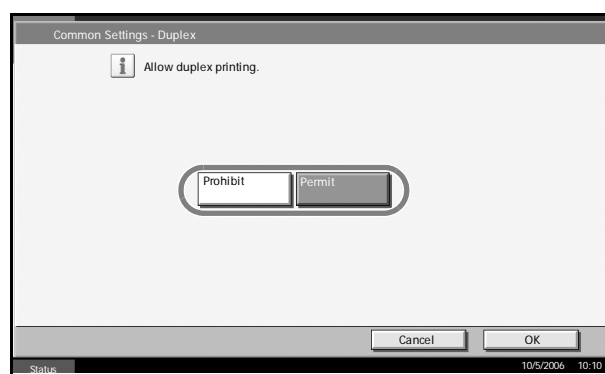 Common Settings - Duplex
Allow duplex printing.
Prohibit Permit
Cancel OK
Status 10/5/2006 10:10